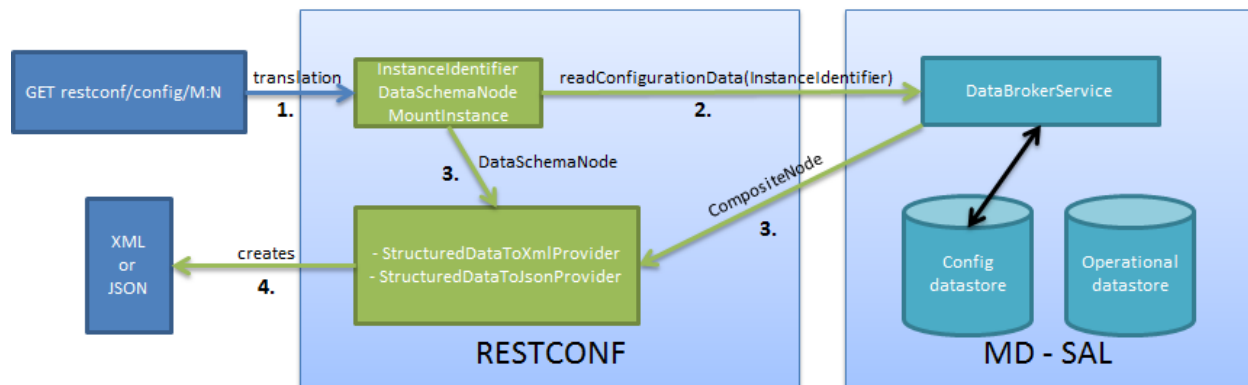 GET restconf/config/M:N
translation
1.
InstanceIdentifier
DataSchemaNode
MountInstance
readConfigurationData(InstanceIdentifier)
2.
DataBrokerService
3.
DataSchemaNode
CompositeNode
3.
XML
or
JSON
creates
4.
- StructuredDataToXmlProvider
- StructuredDataToJsonProvider
Config
datastore
Operational
datastore
RESTCONF
MD - SAL